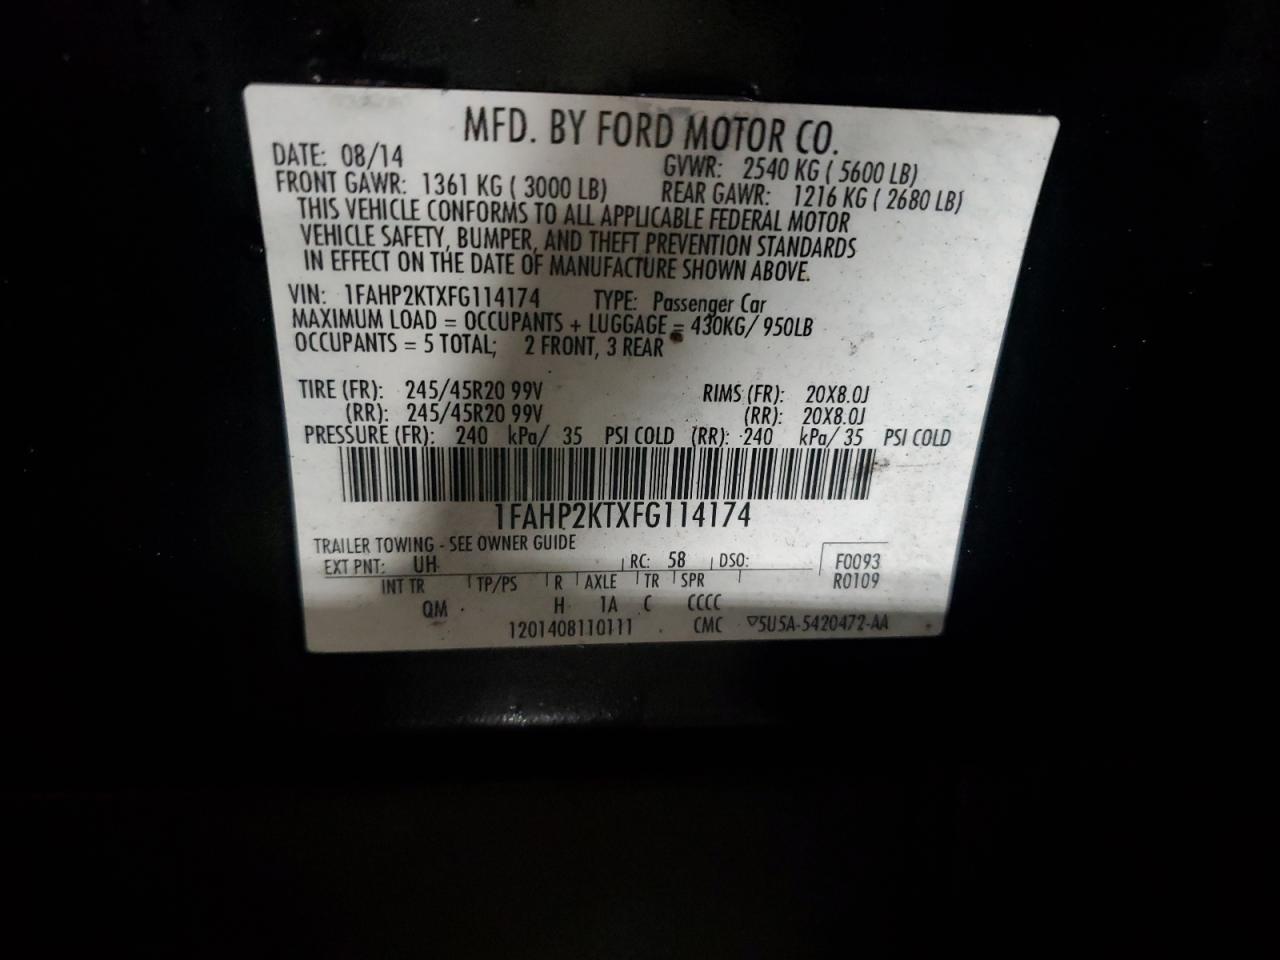 MFD. BY FORD MOTOR CO.
DATE: 08/14 GVWR: 2540 KG ( 5600 LB)
FRONT GAWR: 1361 KG ( 3000 LB) REAR GAWR: 1216 KG ( 2680 LB)
THIS VEHICLE CONFORMS TO ALL APPLICABLE FEDERAL MOTOR
VEHICLE SAFETY, BUMPER, AND THEFT PREVENTION STANDARDS
IN EFFECT ON THE DATE OF MANUFACTURE SHOWN ABOVE.
VIN: 1FAHP2KTXFG114174 TYPE: Passenger Car
MAXIMUM LOAD = OCCUPANTS + LUGGAGE = 430KG/ 950LB
OCCUPANTS = 5 TOTAL; 2 FRONT, 3 REAR
TIRE (FR): 245/45R20 99V RIMS (FR): 20X8.0J
(RR): 245/45R20 99V (RR): 20X8.0J
PRESSURE (FR): 240 kPa/ 35 PSI COLD (RR): 240 kPa/ 35 PSI COLD
1FAHP2KTXFG114174
TRAILER TOWING - SEE OWNER GUIDE
EXT PNT: UH RC: 58 DSO: F0093
INT TR TP/PS R AXLE TR SPR R0109
QM H 1A C CCCC
1201408110111 CMC ▽5U5A-5420472-AA